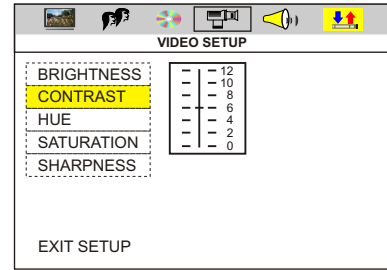 VIDEO SETUP
BRIGHTNESS
CONTRAST
HUE
SATURATION
SHARPNESS
12
10
8
6
4
2
0
EXIT SETUP